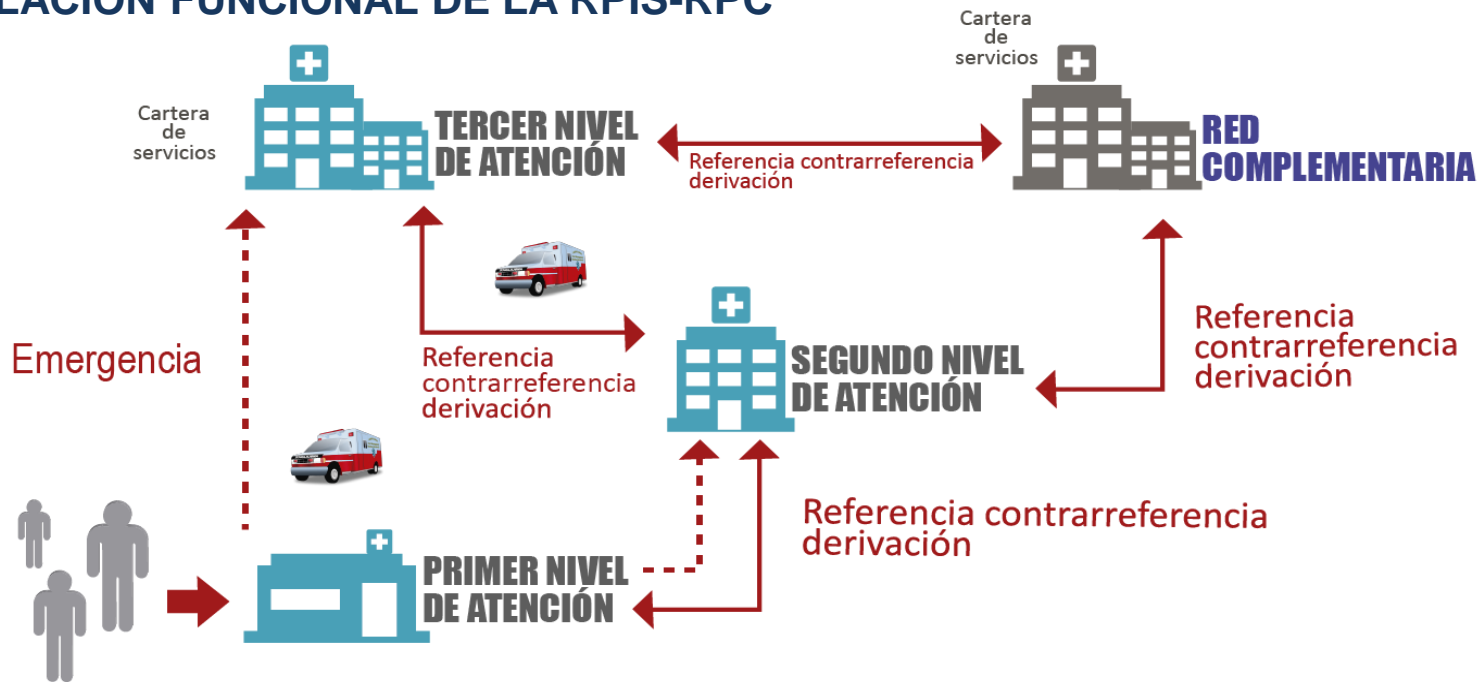 LACIÓN FUNCIONAL DE LA RPIS-RPC
Cartera
de
servicios
Cartera
de
servicios
TERCER NIVEL
DE ATENCIÓN
Referencia contrarreferencia
derivación
RED
COMPLEMENTARIA
Emergencia
Referencia
contrarreferencia
derivación
SEGUNDO NIVEL
DE ATENCIÓN
Referencia
contrarreferencia
derivación
Referencia contrarreferencia
derivación
PRIMER NIVEL
DE ATENCIÓN